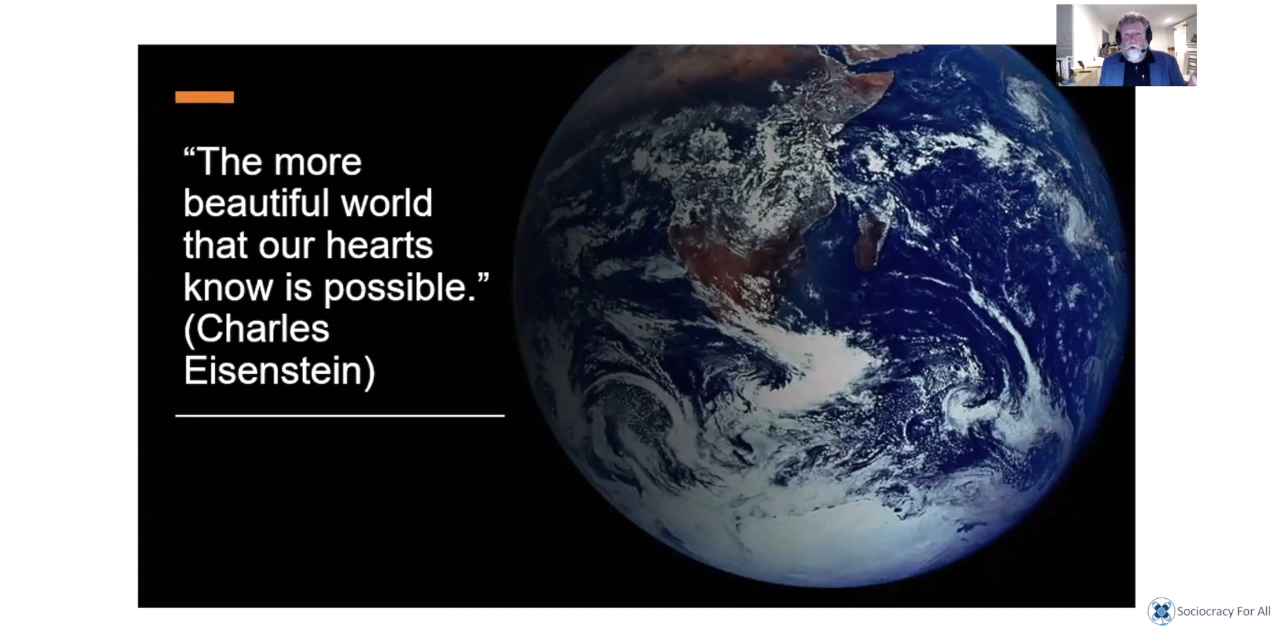 “The more
beautiful world
that our hearts
know is possible.”
(Charles
Eisenstein)
Sociocracy For All